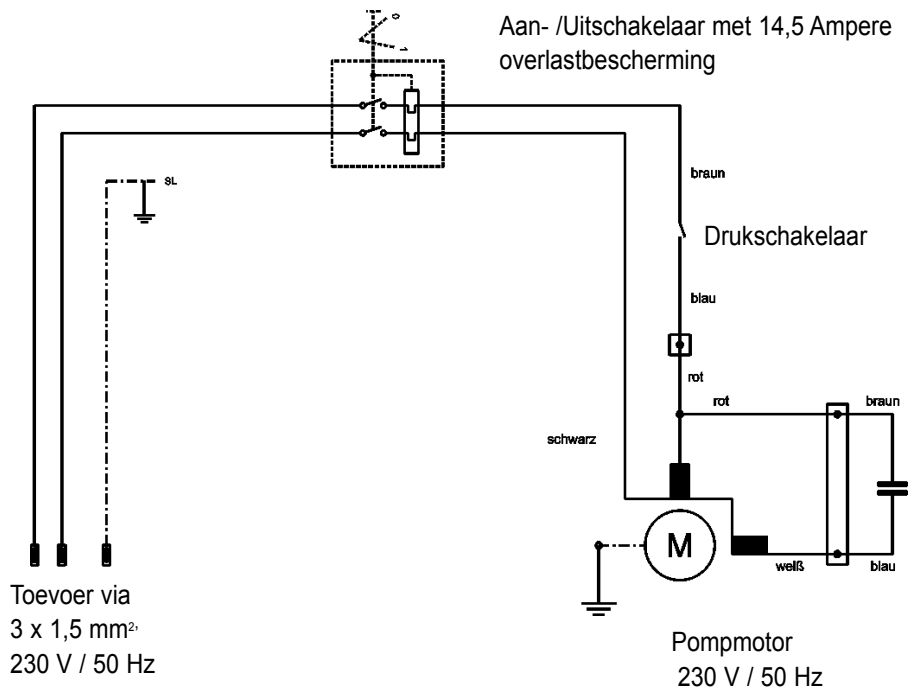 Aan- /Uitschakelaar met 14,5 Ampere
overlastbescherming
SL
braun
Drukschakelaar
blau
rot
rot
braun
schwarz
M
weiß
blau
Toevoer via
3 x 1,5 mm²,
230 V / 50 Hz
Pompmotor
230 V / 50 Hz